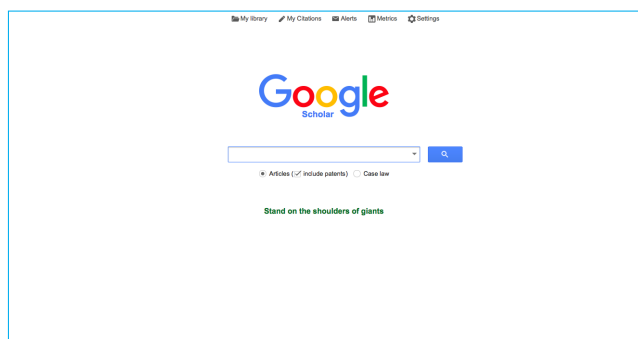 My library My Citations Alerts Metrics Settings
Google
Scholar
Articles (include patents) Case law
Stand on the shoulders of giants